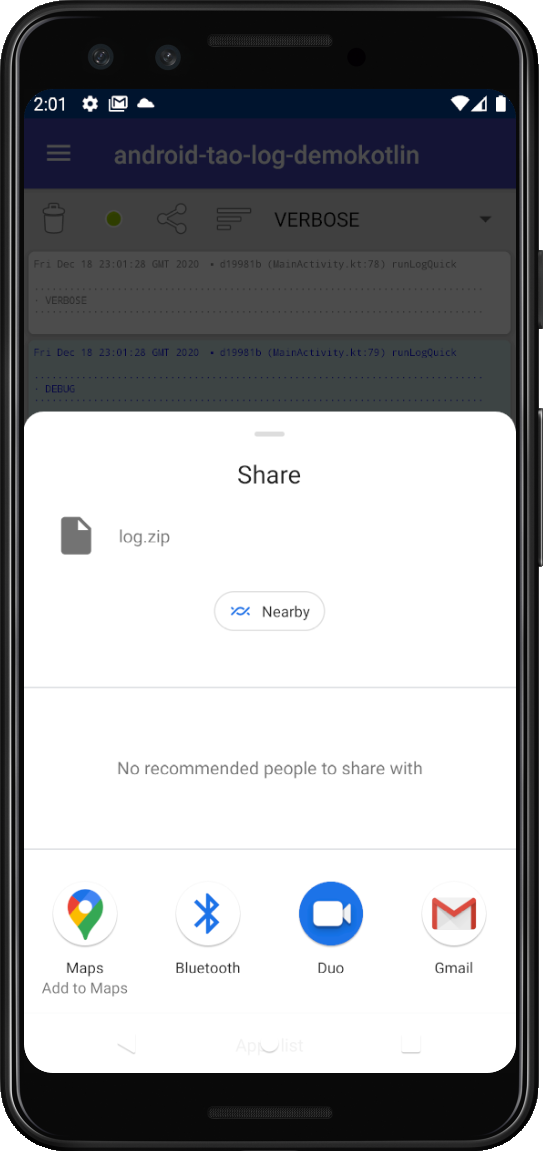 2:01
android-tao-log-demokotlin
VERBOSE
Fri Dec 18 23:01:28 GMT 2020 • d19981b (MainActivity.kt:78) runLogQuick
· VERBOSE
Fri Dec 18 23:01:28 GMT 2020 • d19981b (MainActivity.kt:79) runLogQuick
· DEBUG
Share
log.zip
Nearby
No recommended people to share with
Maps Bluetooth Duo Gmail
Add to Maps
Apps list